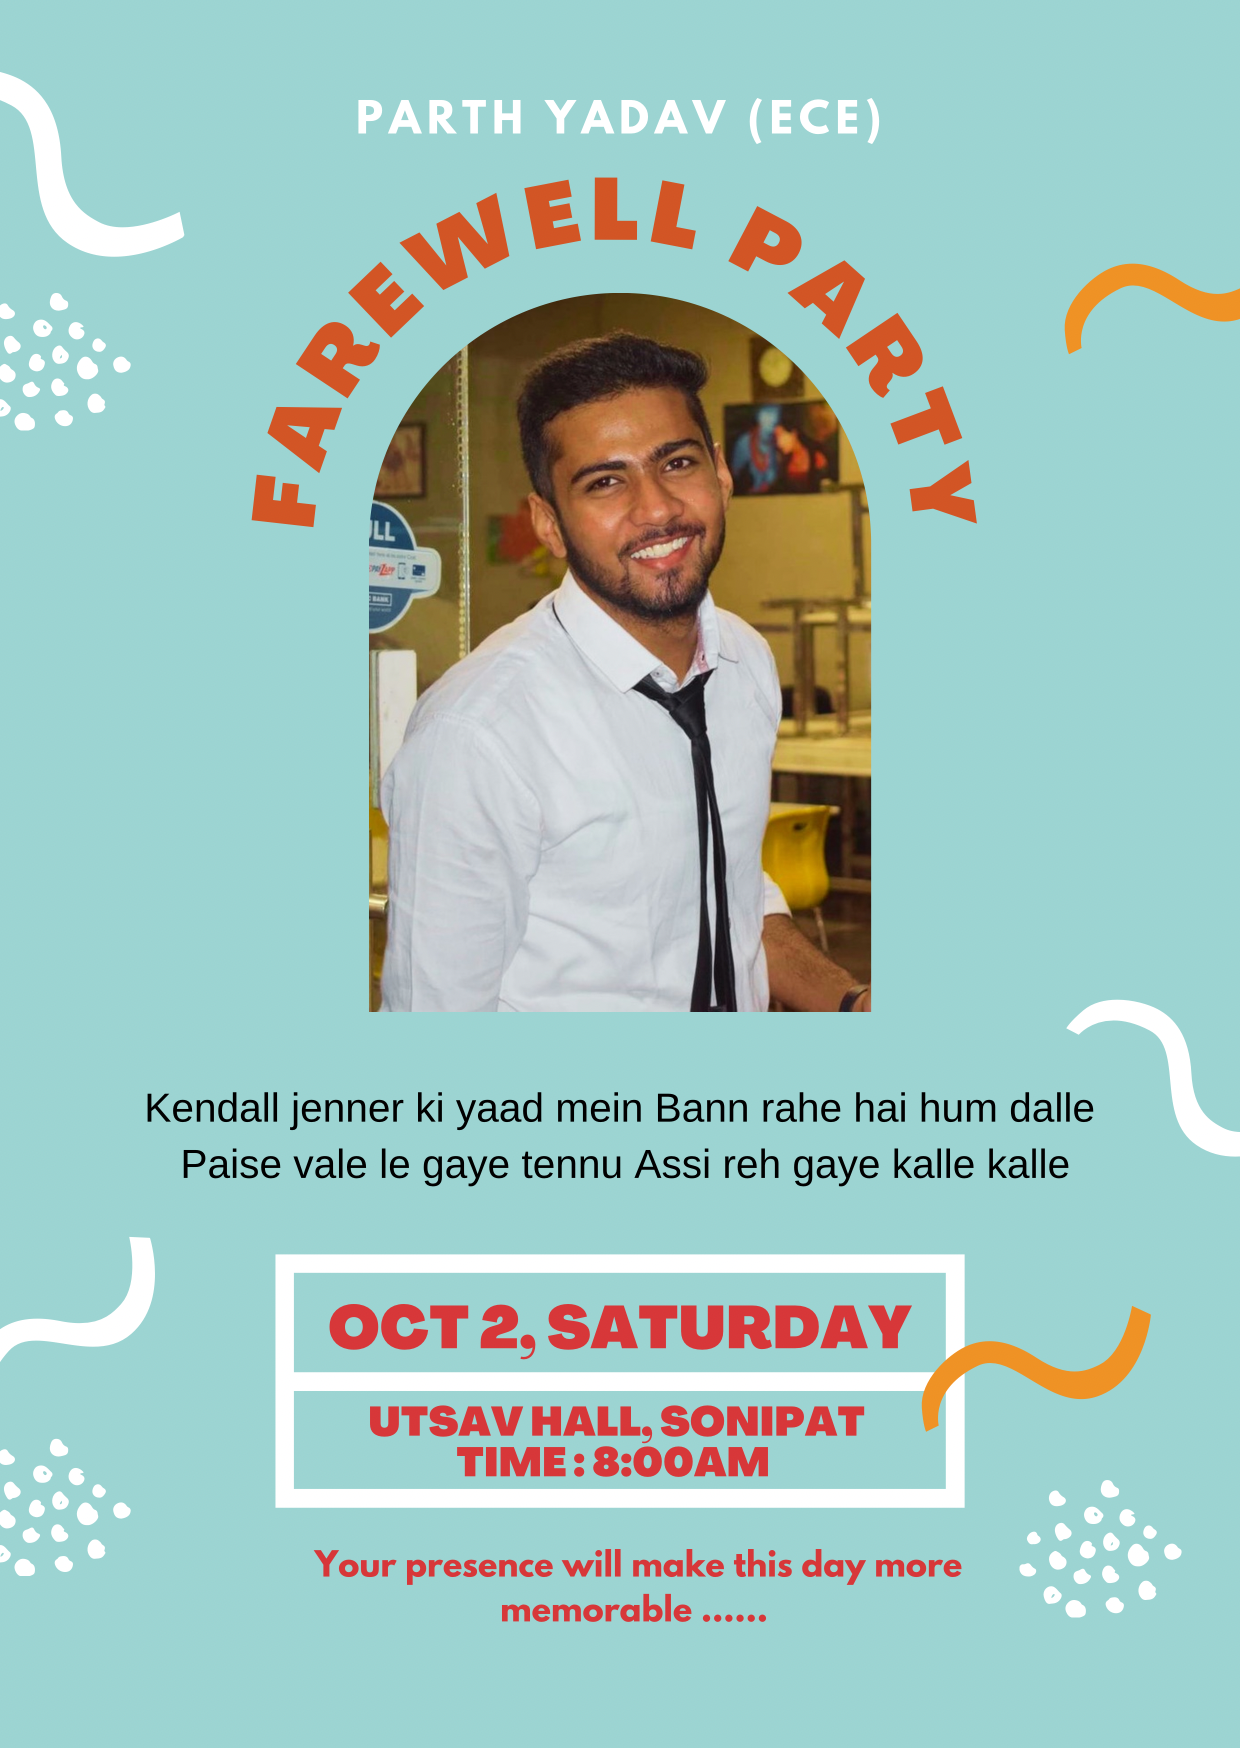 PARTH YADAV (ECE)
FAREWELL PARTY
Kendall jenner ki yaad mein Bann rahe hai hum dalle
Paise vale le gaye tennu Assi reh gaye kalle kalle
OCT 2, SATURDAY
UTSAV HALL, SONIPAT
TIME : 8:00AM
Your presence will make this day more
memorable ......